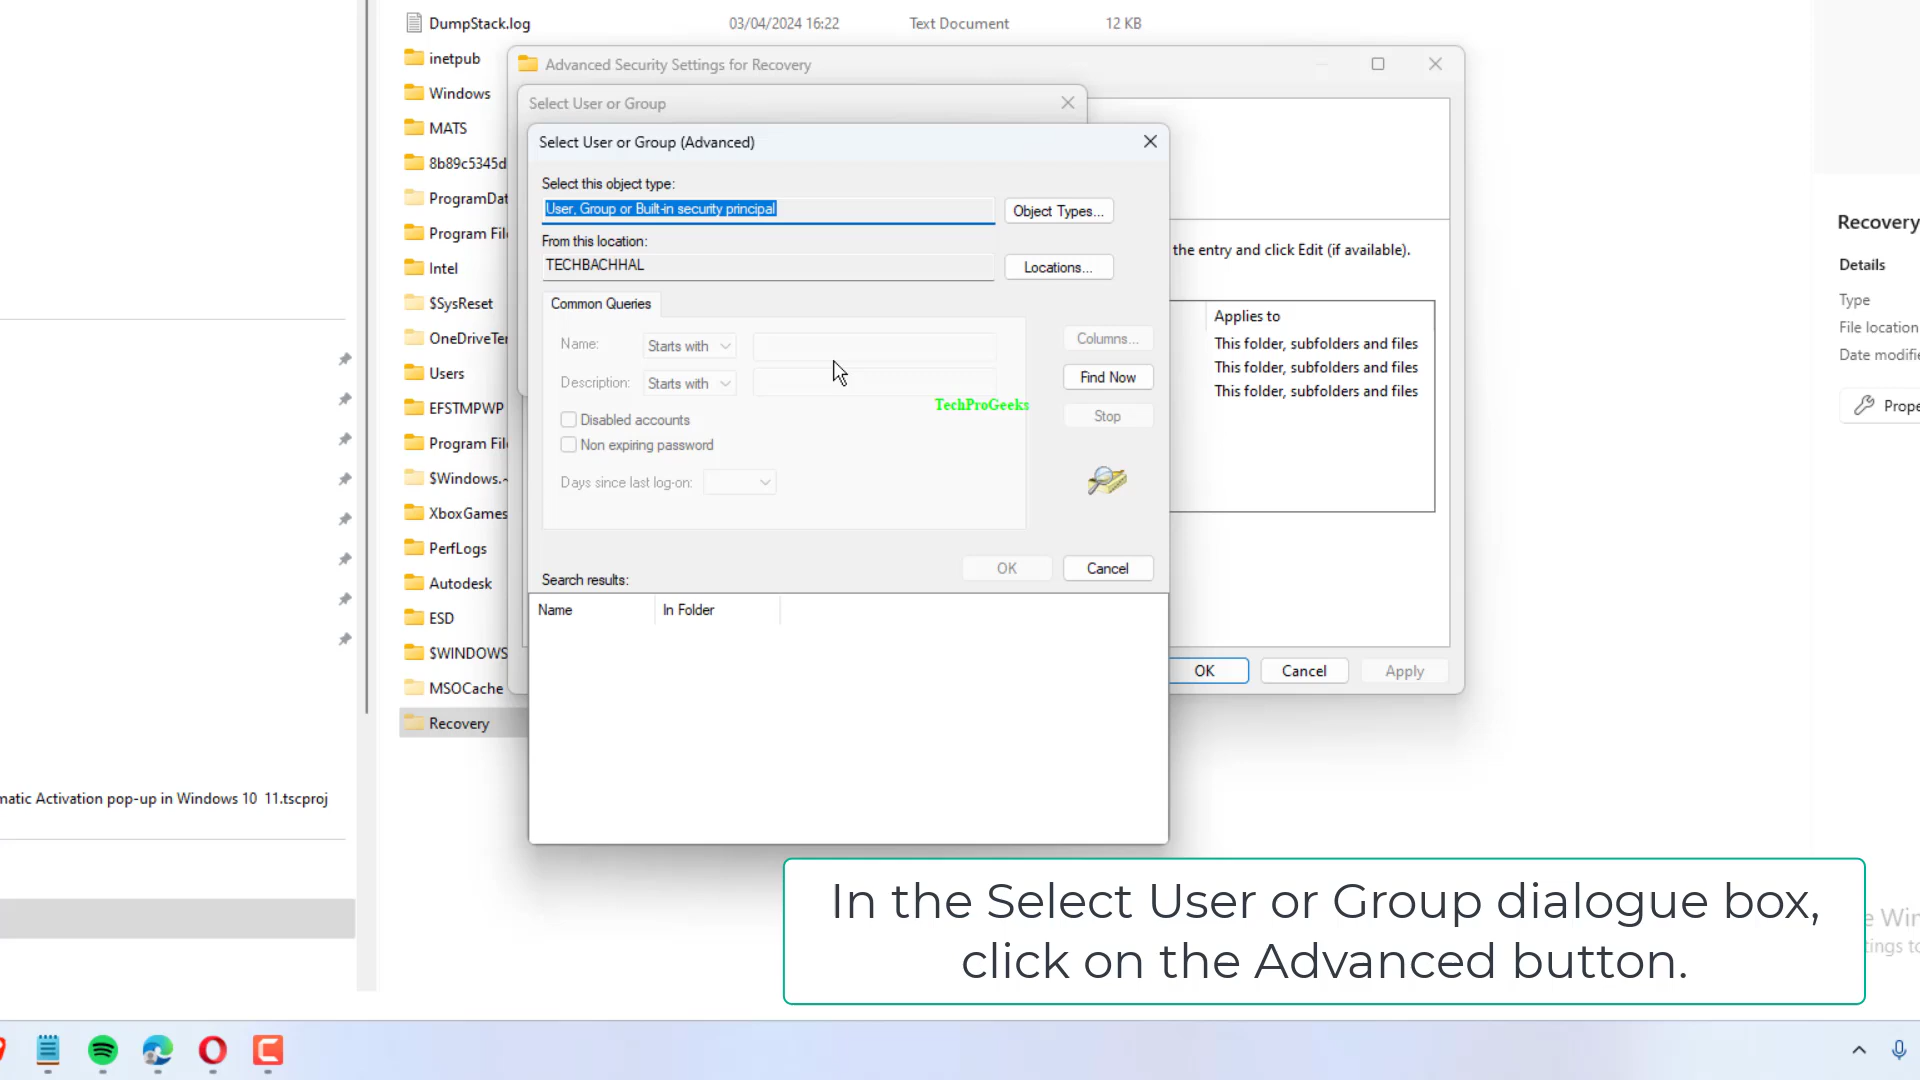 DumpStack.log 03/04/2024 16:22 Text Document 12 KB
inetpub
Advanced Security Settings for Recovery
Windows
Select User or Group
MATS
Select User or Group (Advanced)
8b89c5345d
Select this object type:
ProgramDat
User, Group or Built-in security principal Object Types...
Recovery
Program File
From this location:
the entry and click Edit (if available).
Intel
TECHBACHHAL Locations...
Details
$SysReset
Common Queries
Type
Applies to
File location
OneDriveTer
Name: Starts with Columns...
This folder, subfolders and files
Date modifie
Users
Description: Starts with Find Now
This folder, subfolders and files
This folder, subfolders and files
EFSTMPWP
TechProGeeks
Prope
Disabled accounts Stop
Program File
Non expiring password
$Windows.~
Days since last log-on:
XboxGames
PerfLogs
OK Cancel
Autodesk
Search results:
ESD
Name In Folder
$WINDOWS
OK Cancel Apply
MSOCache
Recovery
matic Activation pop-up in Windows 10 11.tscproj
In the Select User or Group dialogue box,
click on the Advanced button.
e Win
tings to